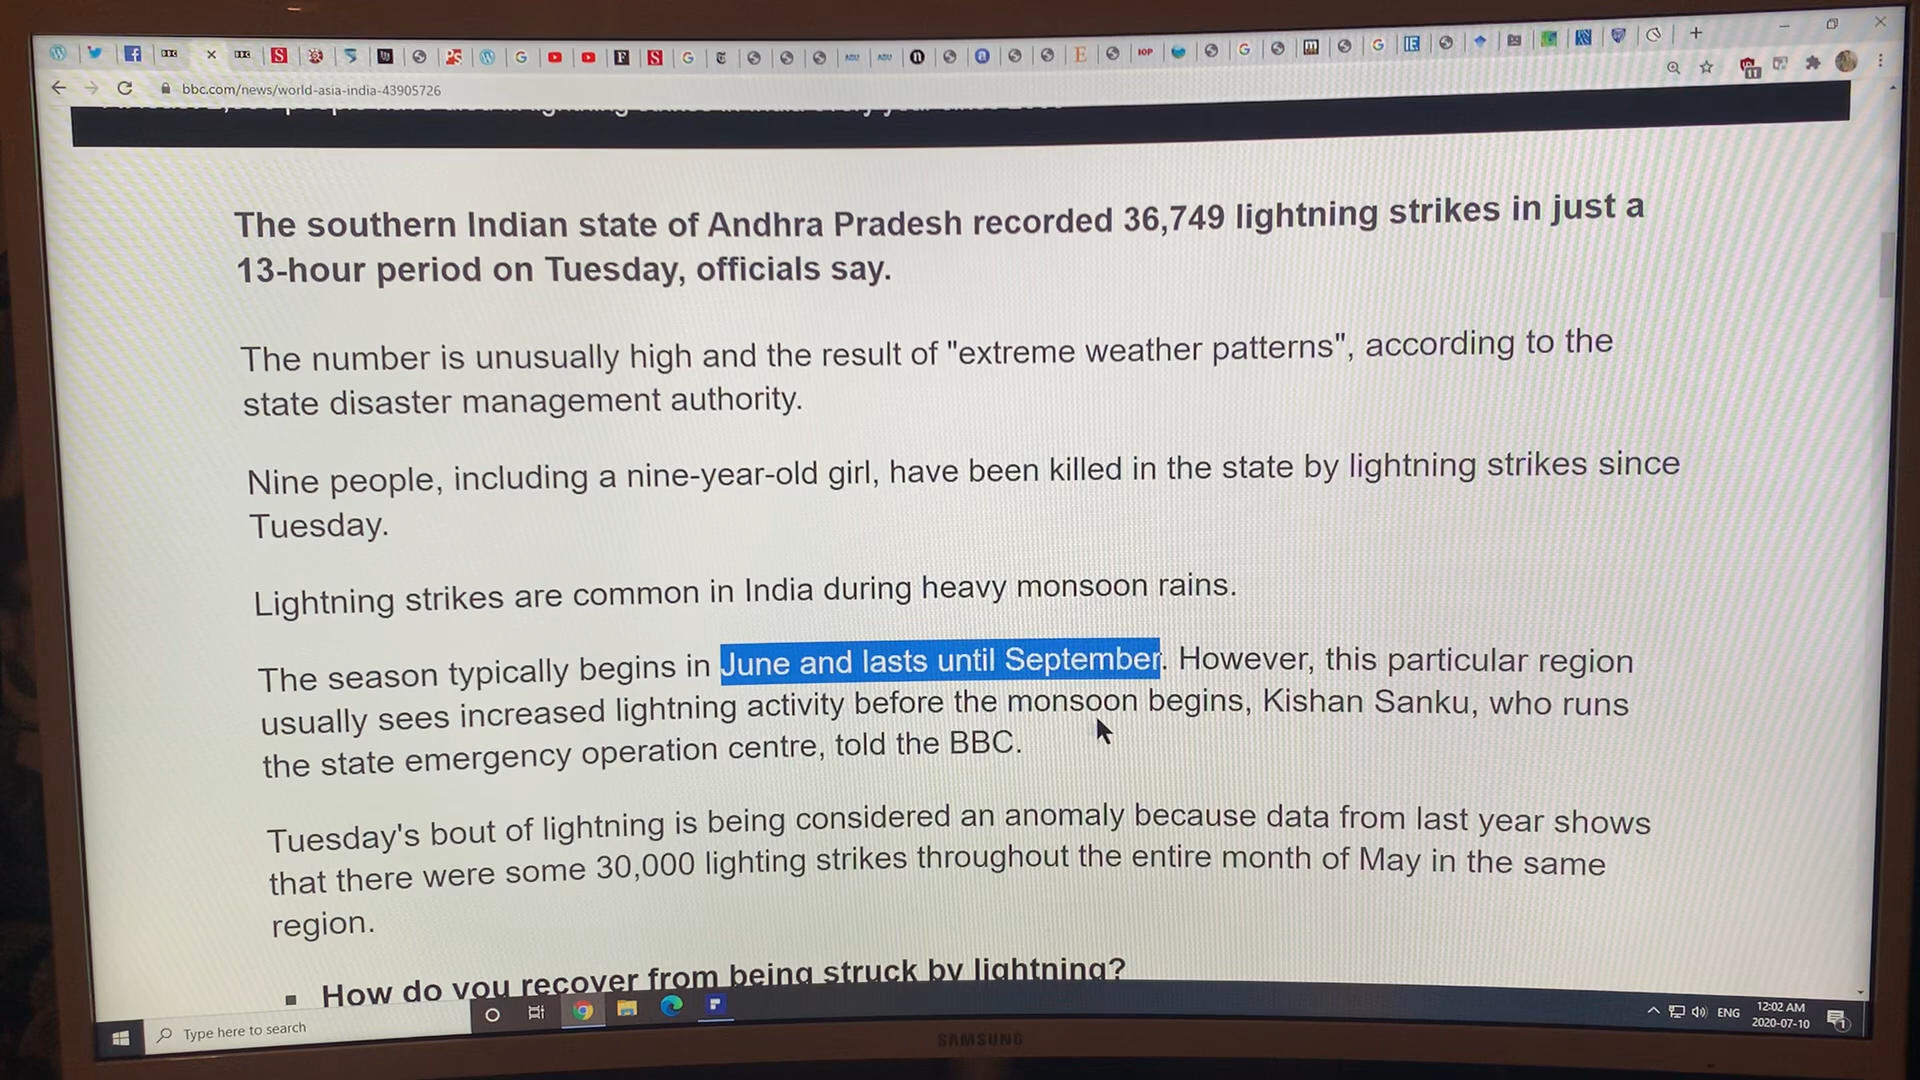 bbc.com/news/world-asia-india-43905726
The southern Indian state of Andhra Pradesh recorded 36,749 lightning strikes in just a
13-hour period on Tuesday, officials say.
The number is unusually high and the result of "extreme weather patterns", according to the
state disaster management authority.
Nine people, including a nine-year-old girl, have been killed in the state by lightning strikes since
Tuesday.
Lightning strikes are common in India during heavy monsoon rains.
The season typically begins in June and lasts until September. However, this particular region
usually sees increased lightning activity before the monsoon begins, Kishan Sanku, who runs
the state emergency operation centre, told the BBC.
Tuesday's bout of lightning is being considered an anomaly because data from last year shows
that there were some 30,000 lighting strikes throughout the entire month of May in the same
region.
How do you recover from being struck by lightning?
Type here to search
ENG
12:02 AM
2020-07-10
SAMSUNG